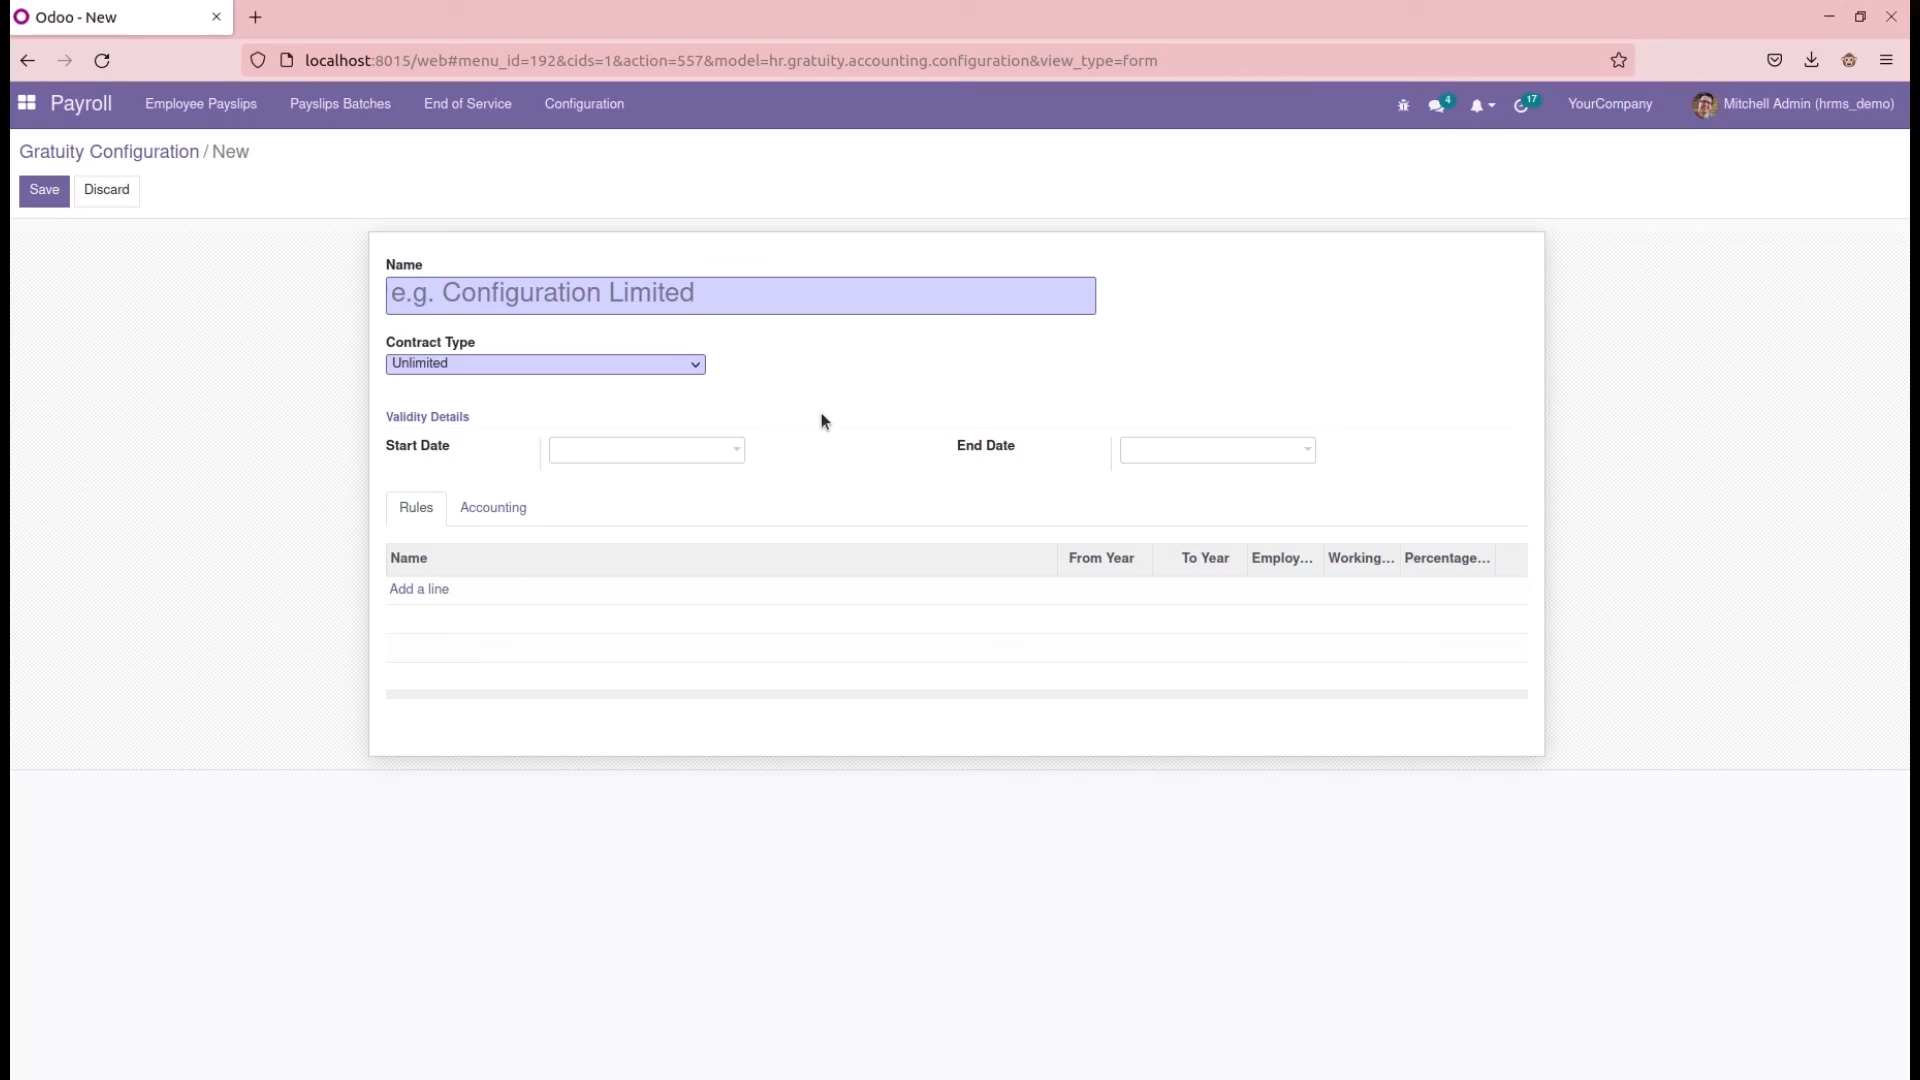 Odoo - New
localhost:8015/web#menu_id=192&cids=1&action=557&model=hr.gratuity.accounting.configuration&view_type=form
Payroll Employee Payslips Payslips Batches End of Service Configuration 4 17 YourCompany Mitchell Admin (hrms_demo)
Gratuity Configuration / New
Save Discard
Name
e.g. Configuration Limited
Contract Type
Unlimited
Validity Details
Start Date End Date
Rules Accounting
Name From Year To Year Employ... Working... Percentage...
Add a line